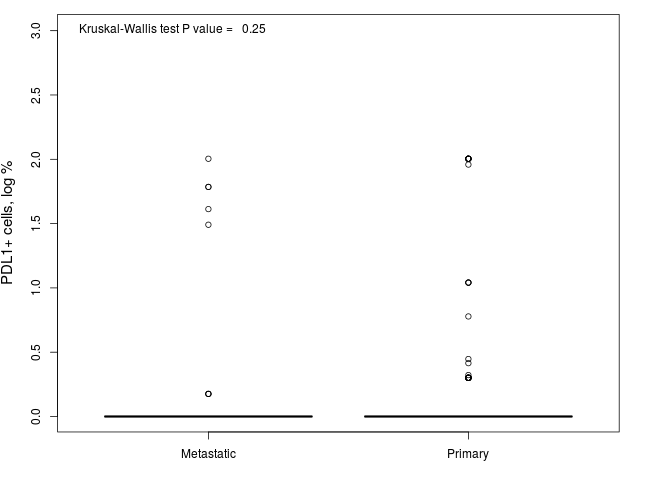 Kruskal-Wallis test P value = 0.25
3.0
2.5
2.0
1.5
1.0
0.5
0.0
PDL1+ cells, log %
Metastatic
Primary